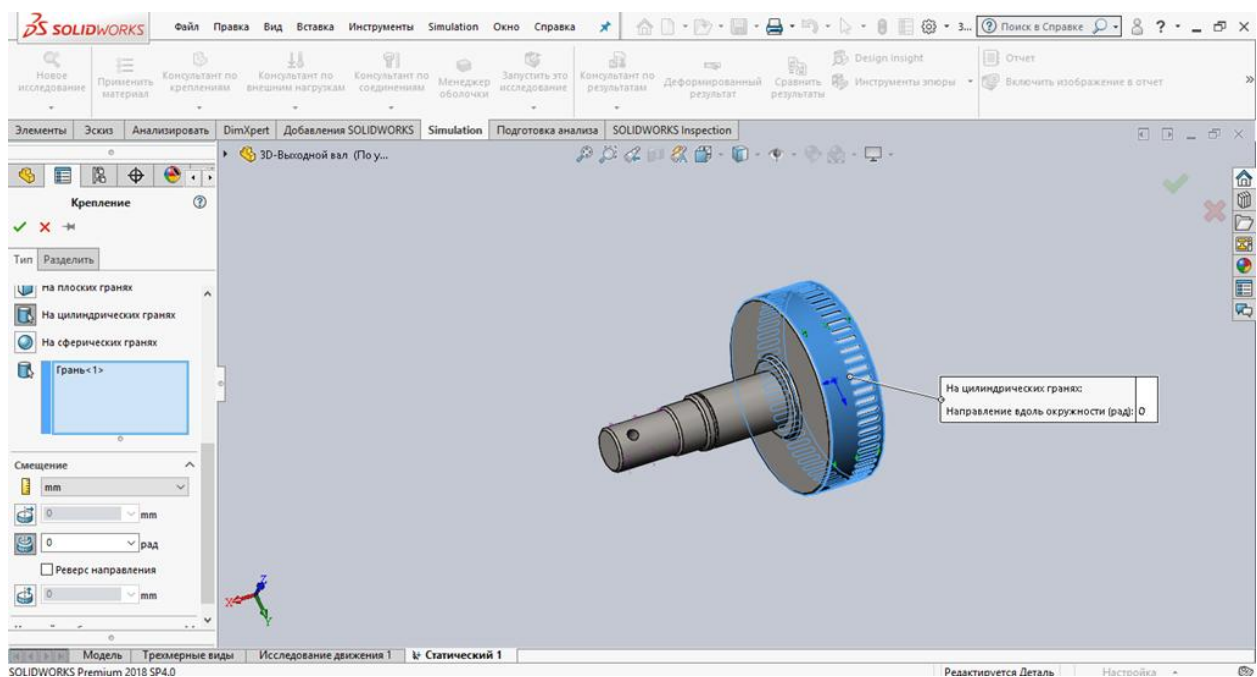 SOLIDWORKS Файл Правка Вид Вставка Инструменты Simulation Окно Справка З... Поиск в Справке
Новое исследование
Применить материал
Консультант по креплениям
Консультант по внешним нагрузкам
Консультант по соединениям
Менеджер оболочки
Запустить это исследование
Консультант по результатам
Деформированный результат
Сравнить результаты
Design Insight
Инструменты эпюры
Отчет
Включить изображение в отчет
Элементы Эскиз Анализировать DimXpert Добавления SOLIDWORKS Simulation Подготовка анализа SOLIDWORKS Inspection
3D-Выходной вал (По у...
Крепление
Тип Разделить
На плоских гранях
На цилиндрических гранях
На сферических гранях
Грань<1>
Смещение
mm
0 mm
0 рад
Реверс направления
0 mm
На цилиндрических гранях:
Направление вдоль окружности (рад): 0
Z
X
Y
Модель Трехмерные виды Исследование движения 1 Статический 1
SOLIDWORKS Premium 2018 SP4.0 Редактируется Деталь Настройка